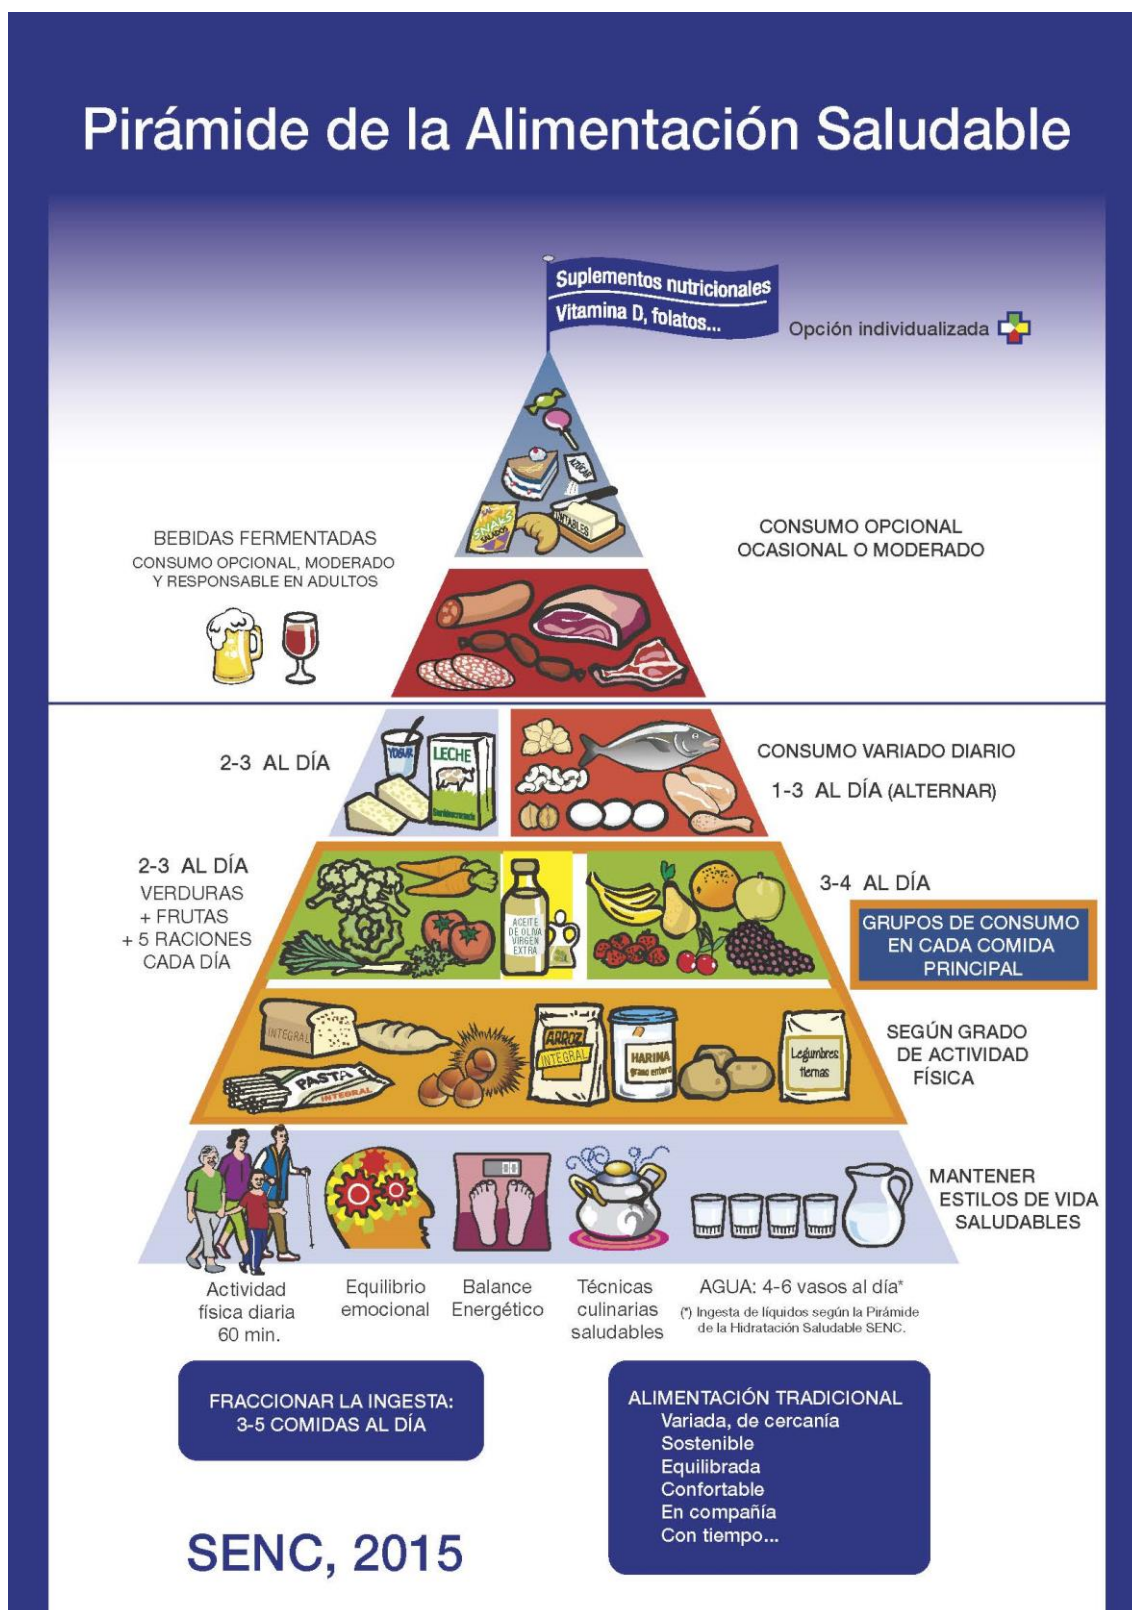 Pirámide de la Alimentación Saludable
Suplementos nutricionales
Vitamina D, folatos...
Opción individualizada
AZÚCAR
SAL
SNAKS
SALADOS
UNTABLES
BEBIDAS FERMENTADAS
CONSUMO OPCIONAL, MODERADO
Y RESPONSABLE EN ADULTOS
CONSUMO OPCIONAL
OCASIONAL O MODERADO
2-3 AL DÍA
YOGUR
LECHE
CONSUMO VARIADO DIARIO
1-3 AL DÍA (ALTERNAR)
2-3 AL DÍA
VERDURAS
+ FRUTAS
+ 5 RACIONES
CADA DÍA
ACEITE
DE OLIVA
VIRGEN
EXTRA
3-4 AL DÍA
GRUPOS DE CONSUMO
EN CADA COMIDA
PRINCIPAL
INTEGRAL
PASTA
INTEGRAL
ARROZ
INTEGRAL
HARINA
grano entero
Legumbres
tiernas
SEGÚN GRADO
DE ACTIVIDAD
FÍSICA
MANTENER
ESTILOS DE VIDA
SALUDABLES
Actividad
física diaria
60 min.
Equilibrio
emocional
Balance
Energético
Técnicas
culinarias
saludables
AGUA: 4-6 vasos al día*
(*) Ingesta de líquidos según la Pirámide
de la Hidratación Saludable SENC.
FRACCIONAR LA INGESTA:
3-5 COMIDAS AL DÍA
ALIMENTACIÓN TRADICIONAL
Variada, de cercanía
Sostenible
Equilibrada
Confortable
En compañía
Con tiempo...
SENC, 2015